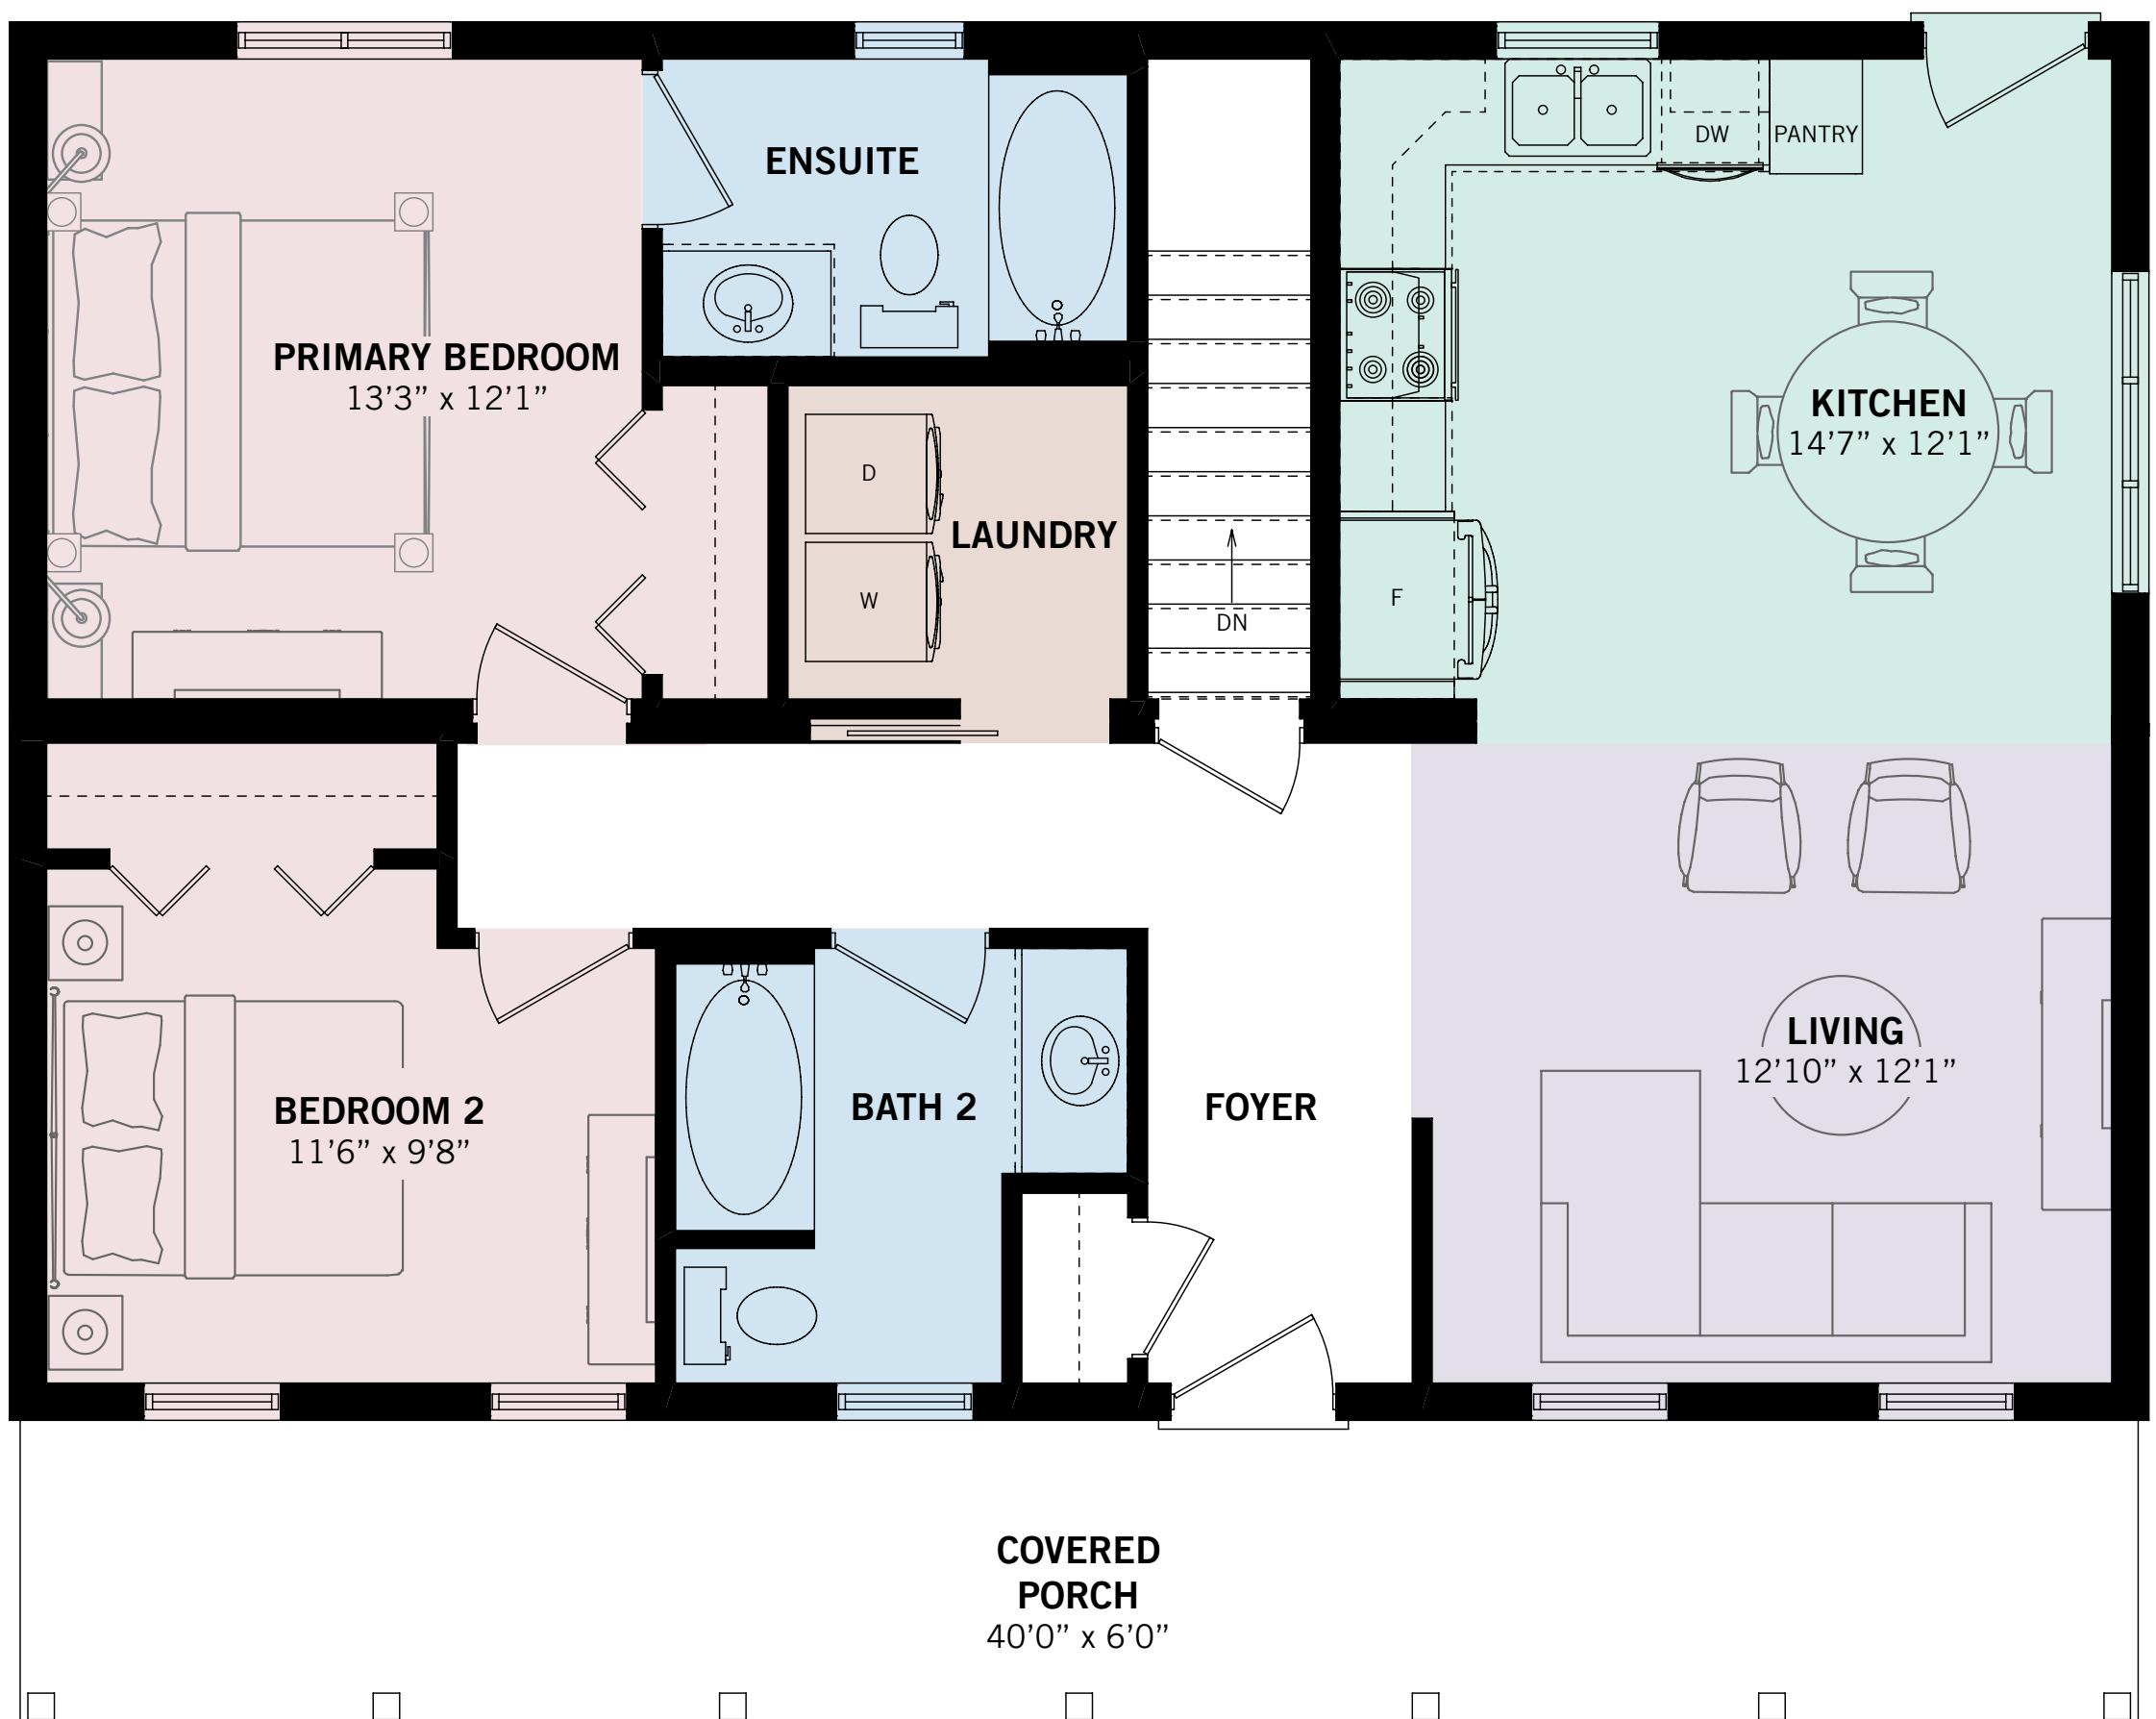 ENSUITE
DW
PANTRY
PRIMARY BEDROOM
13’3” x 12’1”
KITCHEN
14’7” x 12’1”
D
LAUNDRY
W
F
DN
LIVING
12’10” x 12’1”
BEDROOM 2
11’6” x 9’8”
BATH 2
FOYER
COVERED
PORCH
40’0” x 6’0”